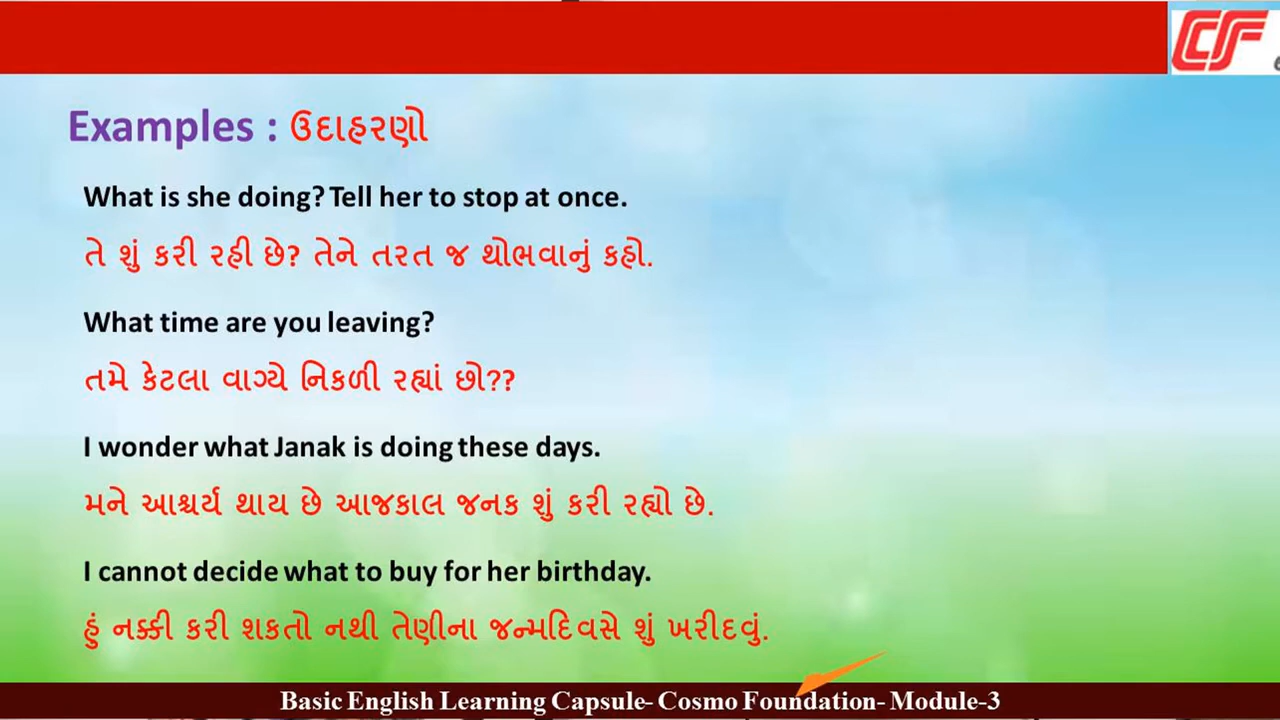 CF
Examples : ઉદાહરણો
What is she doing? Tell her to stop at once.
તે શું કરી રહી છે? તેને તરત જ થોભવાનું કહો.
What time are you leaving?
તમે કેટલા વાગ્યે નિકળી રહ્યાં છો??
I wonder what Janak is doing these days.
મને આશ્ચર્ય થાય છે આજકાલ જનક શું કરી રહ્યો છે.
I cannot decide what to buy for her birthday.
હું નક્કી કરી શકતો નથી તેણીના જન્મદિવસે શું ખરીદવું.
Basic English Learning Capsule- Cosmo Foundation- Module-3